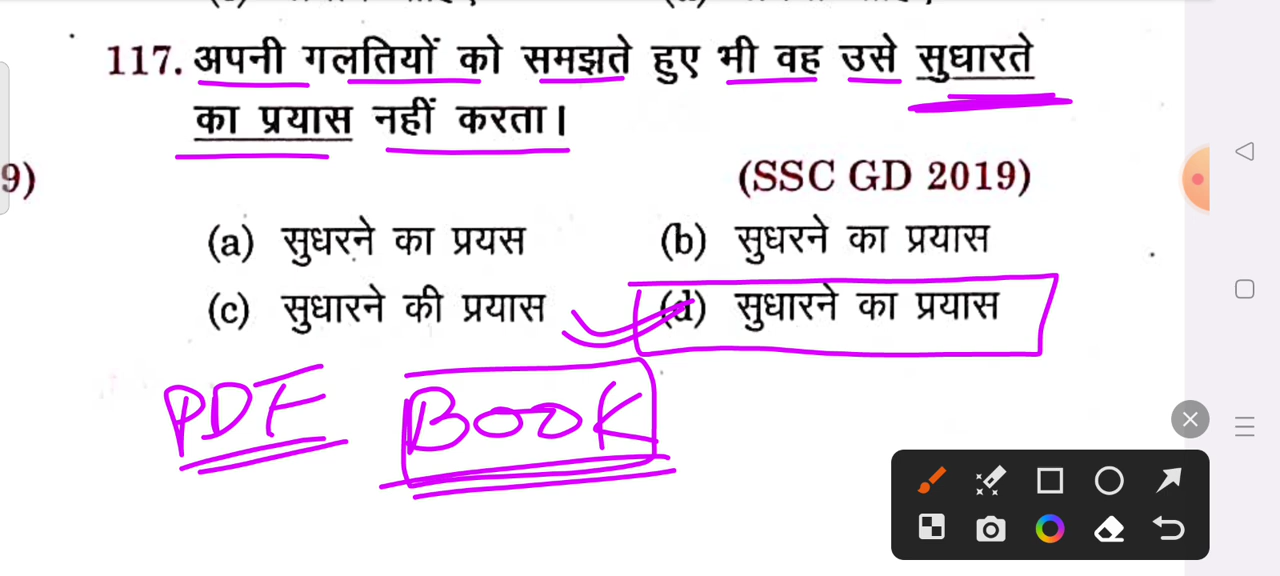 117. अपनी गलतियों को समझते हुए भी वह उसे सुधारते
का प्रयास नहीं करता।
9)
(SSC GD 2019)
(a) सुधरने का प्रयस
(b) सुधरने का प्रयास
(c) सुधारने की प्रयास
(d) सुधारने का प्रयास
PDF BOOK